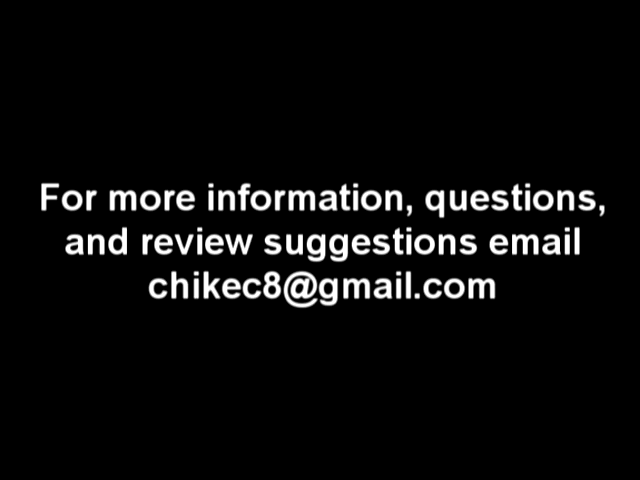 For more information, questions,
and review suggestions email
chikec8@gmail.com